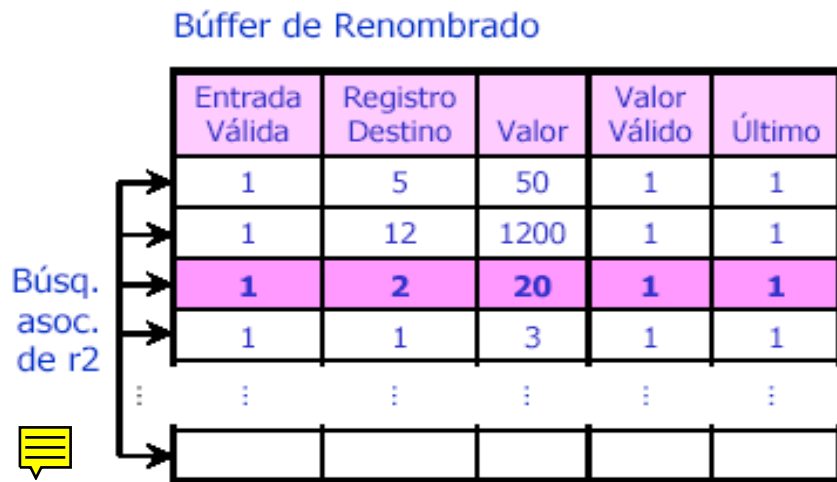 Búffer de Renombrado
Entrada Válida Registro Destino Valor Valor Válido Último
1 5 50 1 1
1 12 1200 1 1
1 2 20 1 1
1 1 3 1 1
Búsq.
asoc.
de r2
⋮ ⋮ ⋮ ⋮ ⋮ ⋮